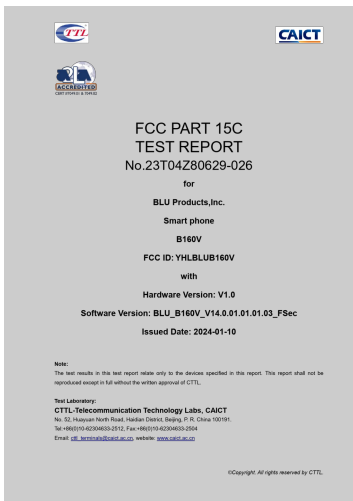 CTTL
CAICT
ACCREDITED
FCC PART 15C
TEST REPORT
No.23T04Z80629-026
for
BLU Products,Inc.
Smart phone
B160V
FCC ID: YHLBLUB160V
with
Hardware Version: V1.0
Software Version: BLU_B160V_V14.0.01.01.01.03_FSec
Issued Date: 2024-01-10
Note:
The test results in this test report relate only to the devices specified in this report. This report shall not be
reproduced except in full without the written approval of CTTL.
Test Laboratory:
CTTL-Telecommunication Technology Labs, CAICT
No. 52, Huayuan North Road, Haidian District, Beijing, P. R. China 100191.
Tel:+86(0)10-62304633-2512, Fax:+86(0)10-62304633-2504
Email: cttl_terminals@caict.ac.cn, website: www.caict.ac.cn
©Copyright. All rights reserved by CTTL.